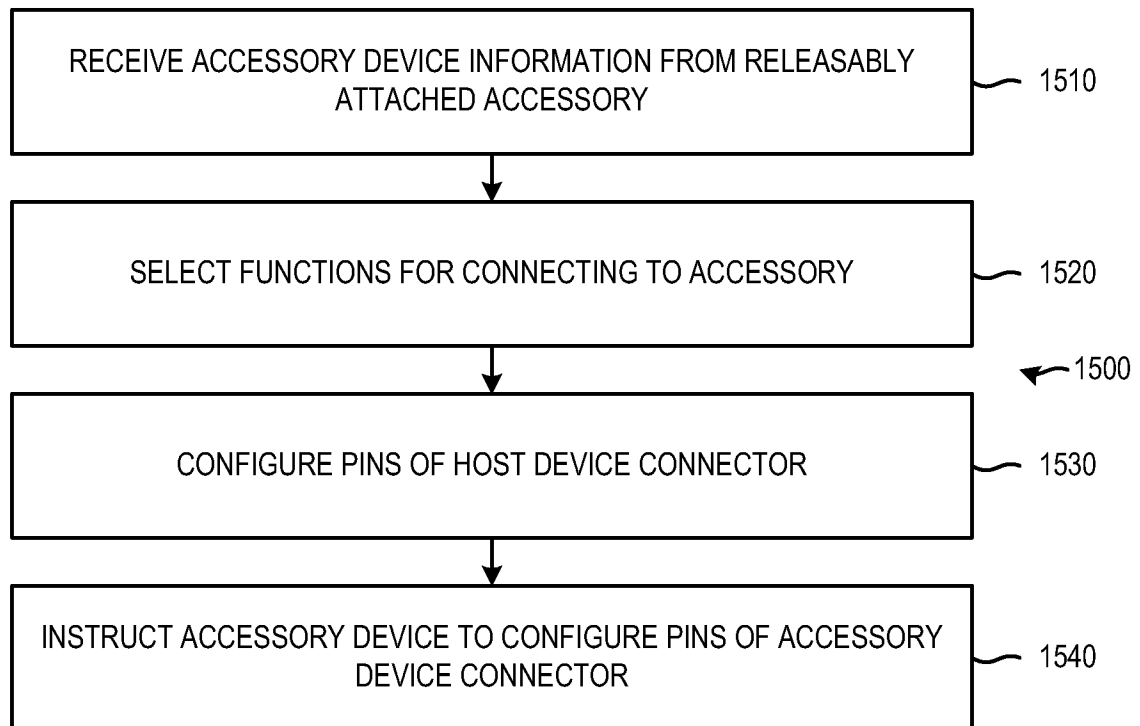 RECEIVE ACCESSORY DEVICE INFORMATION FROM RELEASABLY
ATTACHED ACCESSORY
1510
SELECT FUNCTIONS FOR CONNECTING TO ACCESSORY
1520
1500
CONFIGURE PINS OF HOST DEVICE CONNECTOR
1530
INSTRUCT ACCESSORY DEVICE TO CONFIGURE PINS OF ACCESSORY
DEVICE CONNECTOR
1540